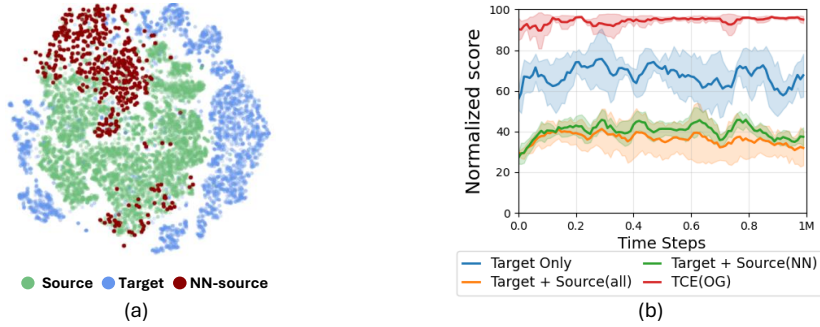 Source Target NN-source
(a)
Normalized score
100
80
60
40
20
0
0.0 0.2 0.4 0.6 0.8 1M
Time Steps
Target Only Target + Source(NN)
Target + Source(all) TCE(OG)
(b)